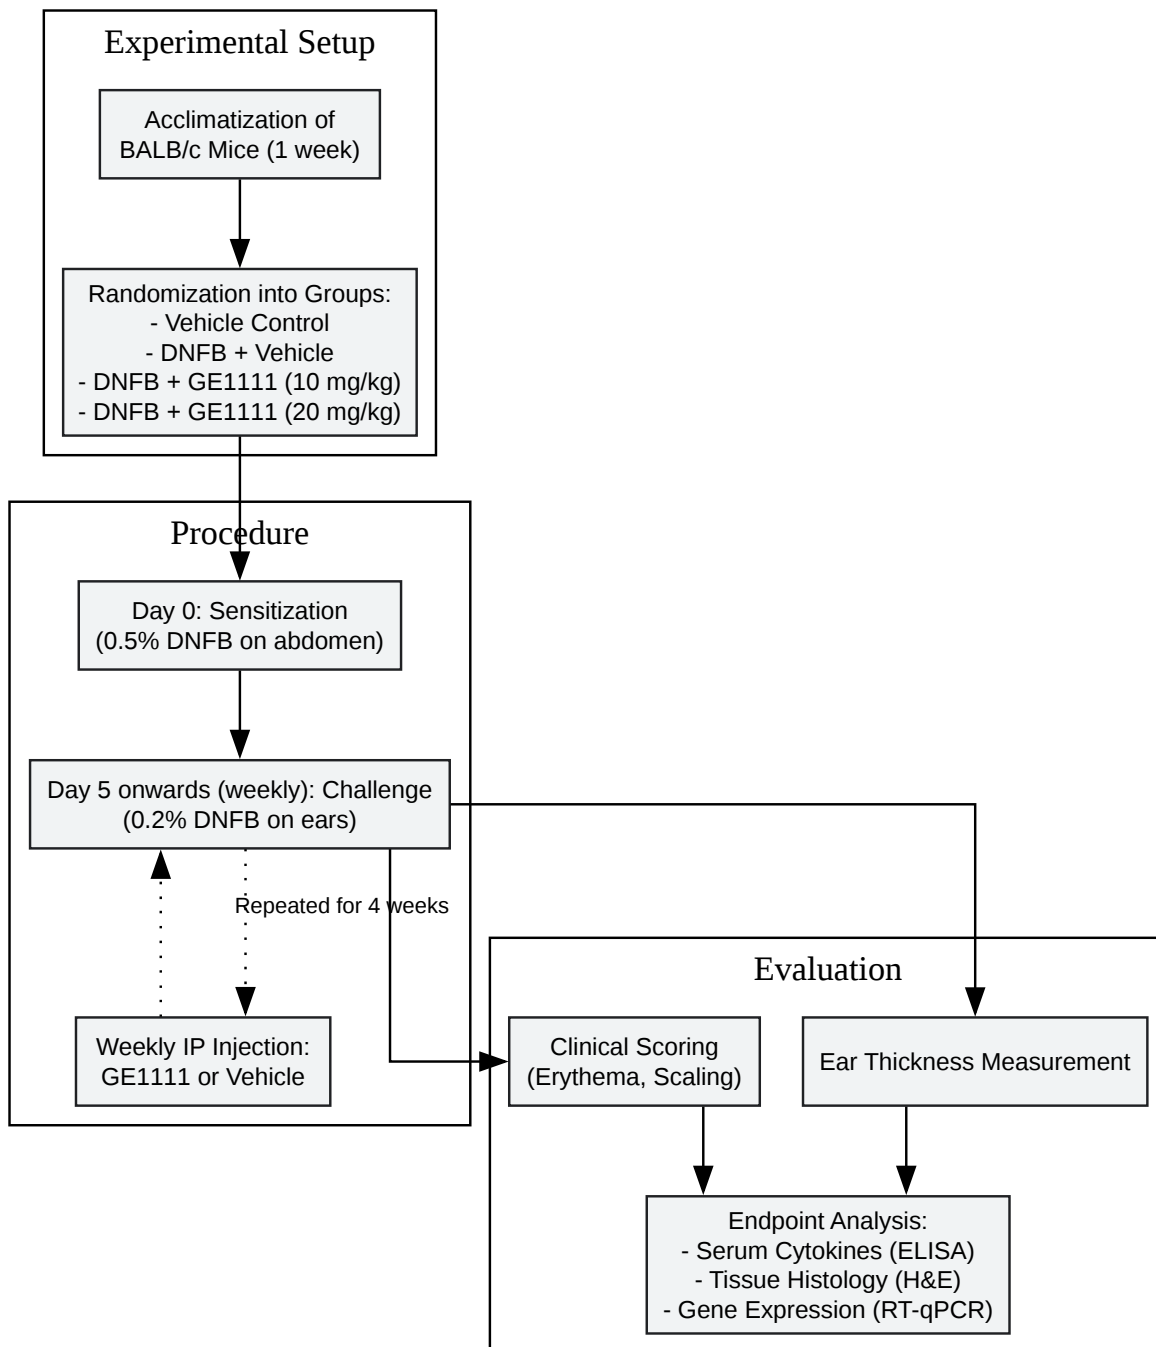 Experimental Setup
Acclimatization of
BALB/c Mice (1 week)
Randomization into Groups:
- Vehicle Control
- DNFB + Vehicle
- DNFB + GE1111 (10 mg/kg)
- DNFB + GE1111 (20 mg/kg)
Procedure
Day 0: Sensitization
(0.5% DNFB on abdomen)
Day 5 onwards (weekly): Challenge
(0.2% DNFB on ears)
Repeated for 4 weeks
Weekly IP Injection:
GE1111 or Vehicle
Evaluation
Clinical Scoring
(Erythema, Scaling)
Ear Thickness Measurement
Endpoint Analysis:
- Serum Cytokines (ELISA)
- Tissue Histology (H&E)
- Gene Expression (RT-qPCR)